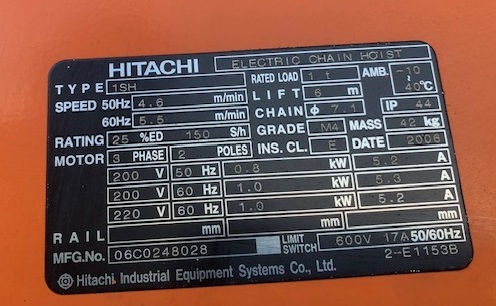 HITACHI ELECTRIC CHAIN HOIST
TYPE 1SH RATED LOAD 1 t AMB. -10 ~ 40°C
SPEED 50Hz 4.6 m/min LIFT 6 m
60Hz 5.5 m/min CHAIN ϕ 7.1 IP 44
RATING 25 %ED 150 S/h GRADE M4 MASS 42 kg
MOTOR 3 PHASE 2 POLES INS. CL. E DATE 2006
200 V 50 Hz 0.8 kW 5.2 A
200 V 60 Hz 1.0 kW 5.3 A
220 V 60 Hz 1.0 kW 5.2 A
RAIL mm mm
MFG.No. 06C0248028 LIMIT SWITCH 600V 17A 50/60Hz
Hitachi Industrial Equipment Systems Co., Ltd. 2-E1153B